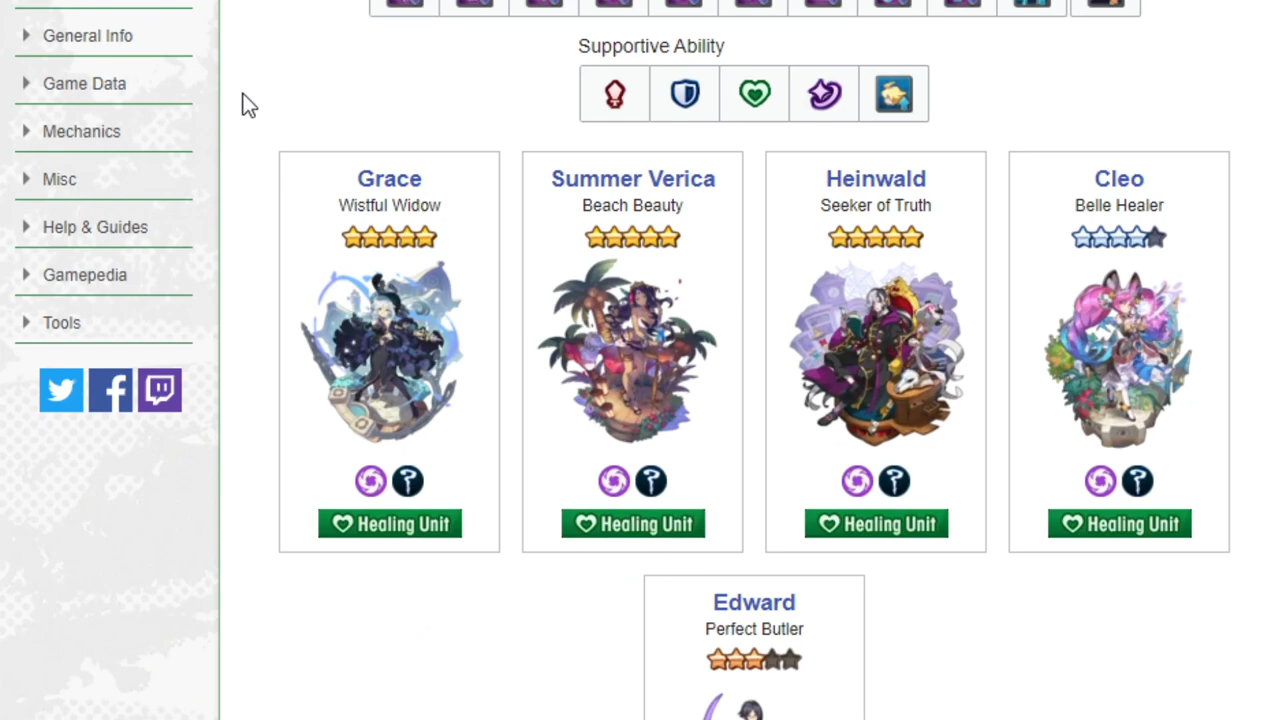 General Info
Game Data
Mechanics
Misc
Help & Guides
Gamepedia
Tools
Supportive Ability
Grace
Wistful Widow
Healing Unit
Summer Verica
Beach Beauty
Healing Unit
Heinwald
Seeker of Truth
Healing Unit
Cleo
Belle Healer
Healing Unit
Edward
Perfect Butler